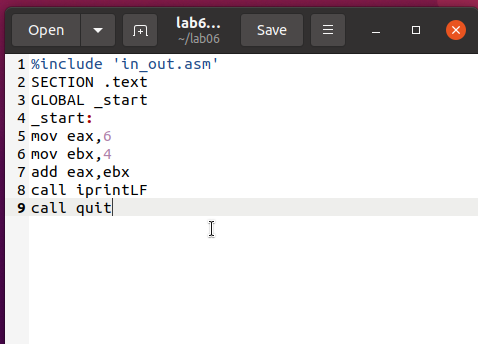 Open
lab6...
~/lab06
Save
1 %include 'in_out.asm'
2 SECTION .text
3 GLOBAL _start
4 _start:
5 mov eax,6
6 mov ebx,4
7 add eax,ebx
8 call iprintLF
9 call quit